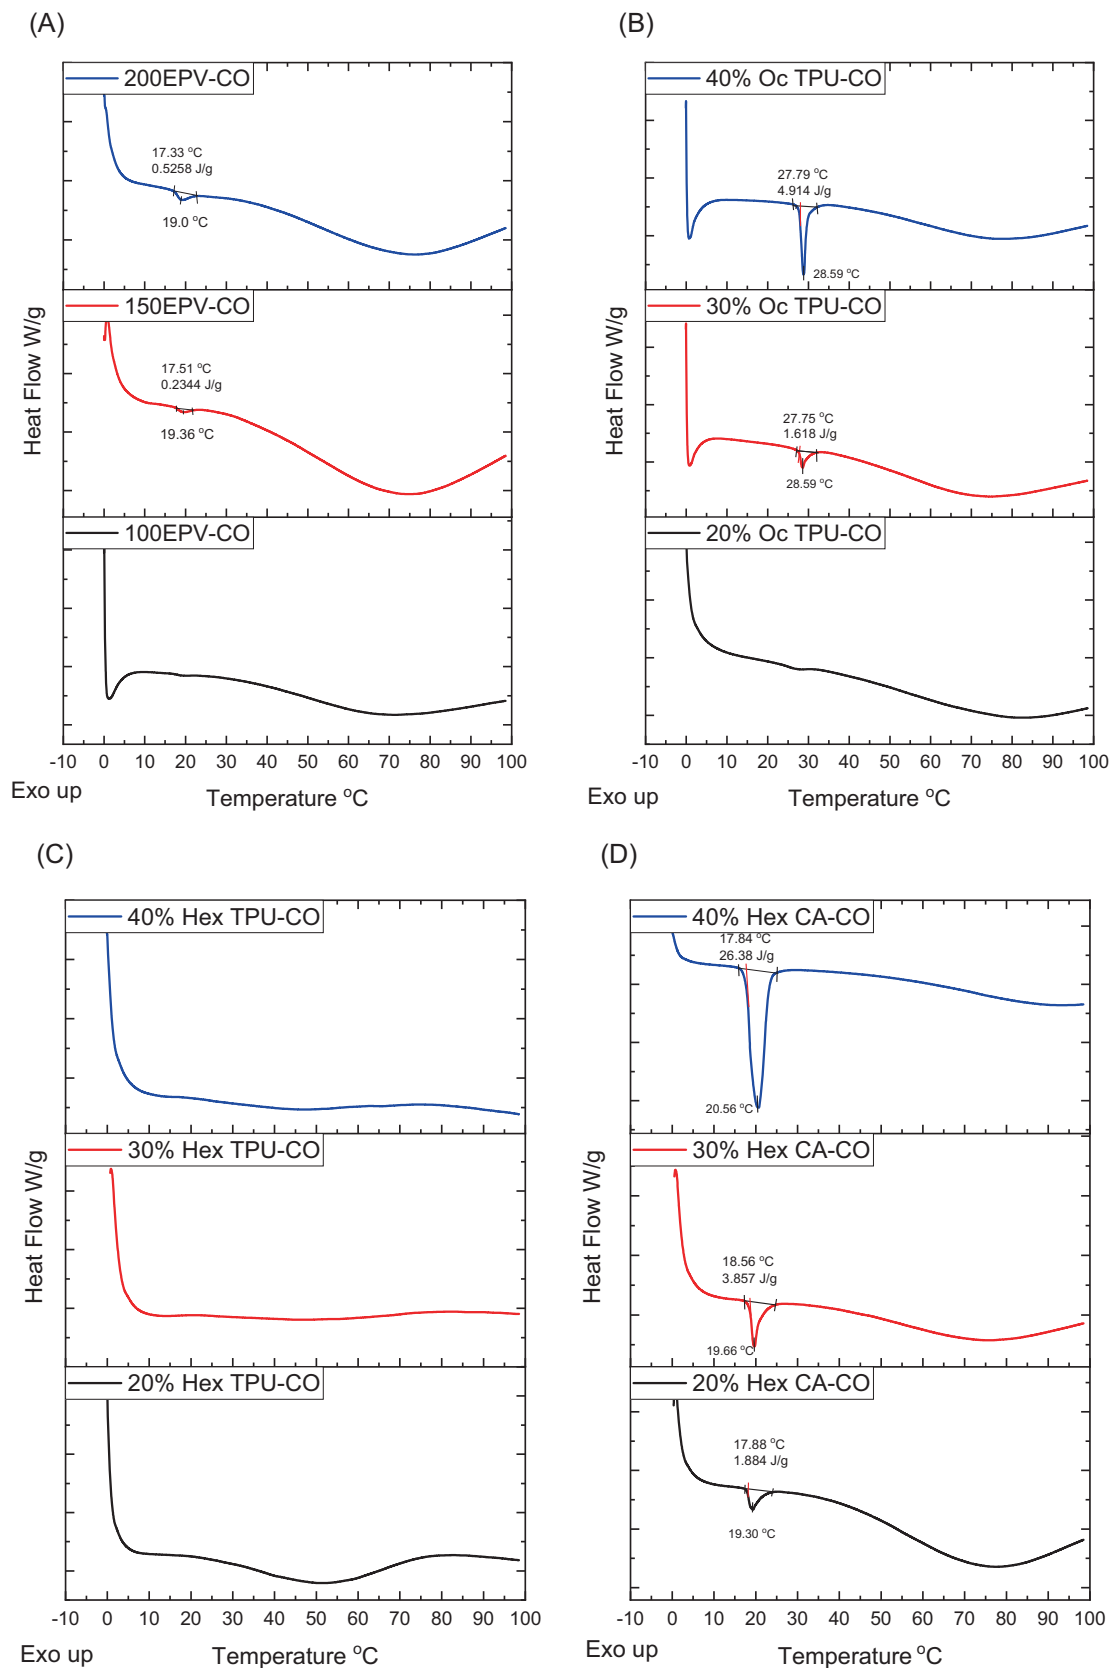 (A)
200EPV-CO
17.33 °C
0.5258 J/g
19.0 °C
150EPV-CO
17.51 °C
0.2344 J/g
19.36 °C
100EPV-CO
Heat Flow W/g
-10 0 10 20 30 40 50 60 70 80 90 100
Exo up
Temperature °C
(B)
40% Oc TPU-CO
27.79 °C
4.914 J/g
28.59 °C
30% Oc TPU-CO
27.75 °C
1.618 J/g
28.59 °C
20% Oc TPU-CO
Heat Flow W/g
-10 0 10 20 30 40 50 60 70 80 90 100
Exo up
Temperature °C
(C)
40% Hex TPU-CO
30% Hex TPU-CO
20% Hex TPU-CO
Heat Flow W/g
-10 0 10 20 30 40 50 60 70 80 90 100
Exo up
Temperature °C
(D)
40% Hex CA-CO
17.84 °C
26.38 J/g
20.56 °C
30% Hex CA-CO
18.56 °C
3.857 J/g
19.66 °C
20% Hex CA-CO
17.88 °C
1.884 J/g
19.30 °C
Heat Flow W/g
-10 0 10 20 30 40 50 60 70 80 90 100
Exo up
Temperature °C